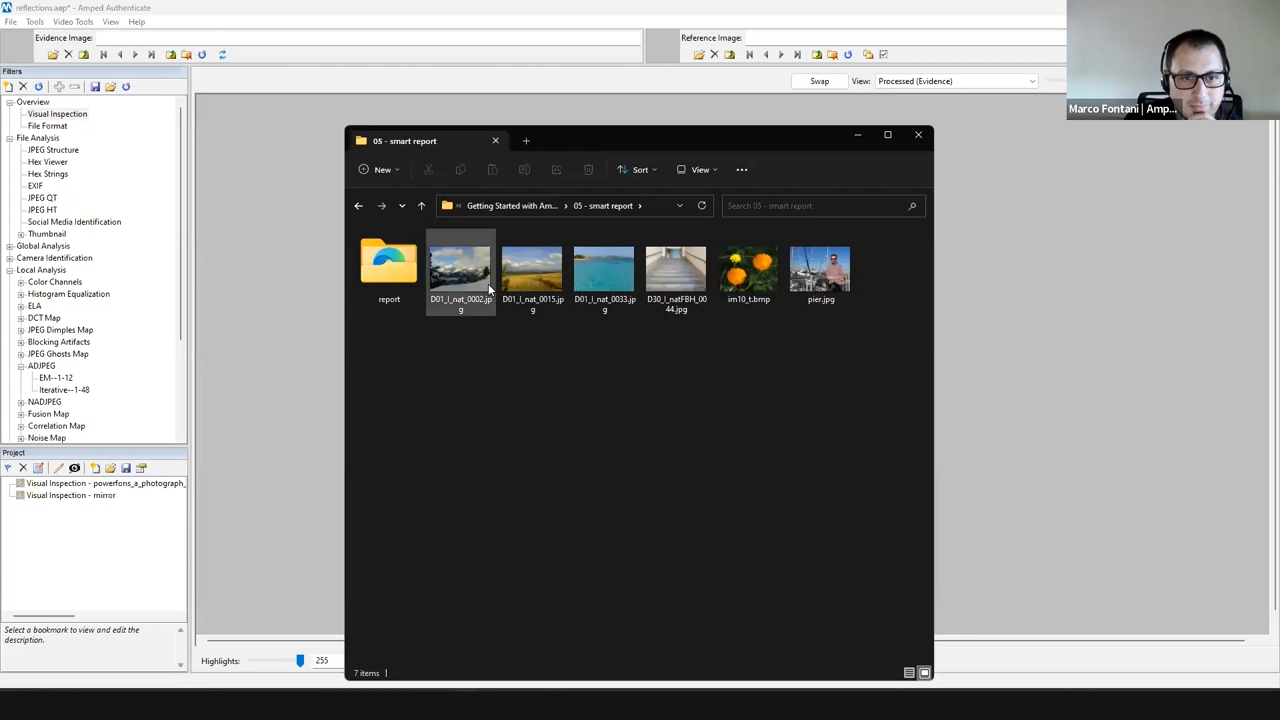 reflections.aap* - Amped Authenticate
File Tools Video Tools View Help
Evidence Image:
Reference Image:
Swap View: Processed (Evidence)
Marco Fontani | Amp...
Filters
Overview
Visual Inspection
File Format
File Analysis
JPEG Structure
Hex Viewer
Hex Strings
EXIF
JPEG QT
JPEG HT
Social Media Identification
Thumbnail
Global Analysis
Camera Identification
Local Analysis
Color Channels
Histogram Equalization
ELA
DCT Map
JPEG Dimples Map
Blocking Artifacts
JPEG Ghosts Map
ADJPEG
EM--1-12
Iterative--1-48
NADJPEG
Fusion Map
Correlation Map
Noise Map
Project
Visual Inspection - powerfons_a_photograph_
Visual Inspection - mirror
Select a bookmark to view and edit the
description.
05 - smart report
New Sort View
Getting Started with Am... 05 - smart report
Search 05 - smart report
report
D01_I_nat_0002.jp
g
D01_I_nat_0015.jp
g
D01_I_nat_0033.jp
g
D30_I_natFBH_00
44.jpg
im10_t.bmp
pier.jpg
7 items
Highlights: 255